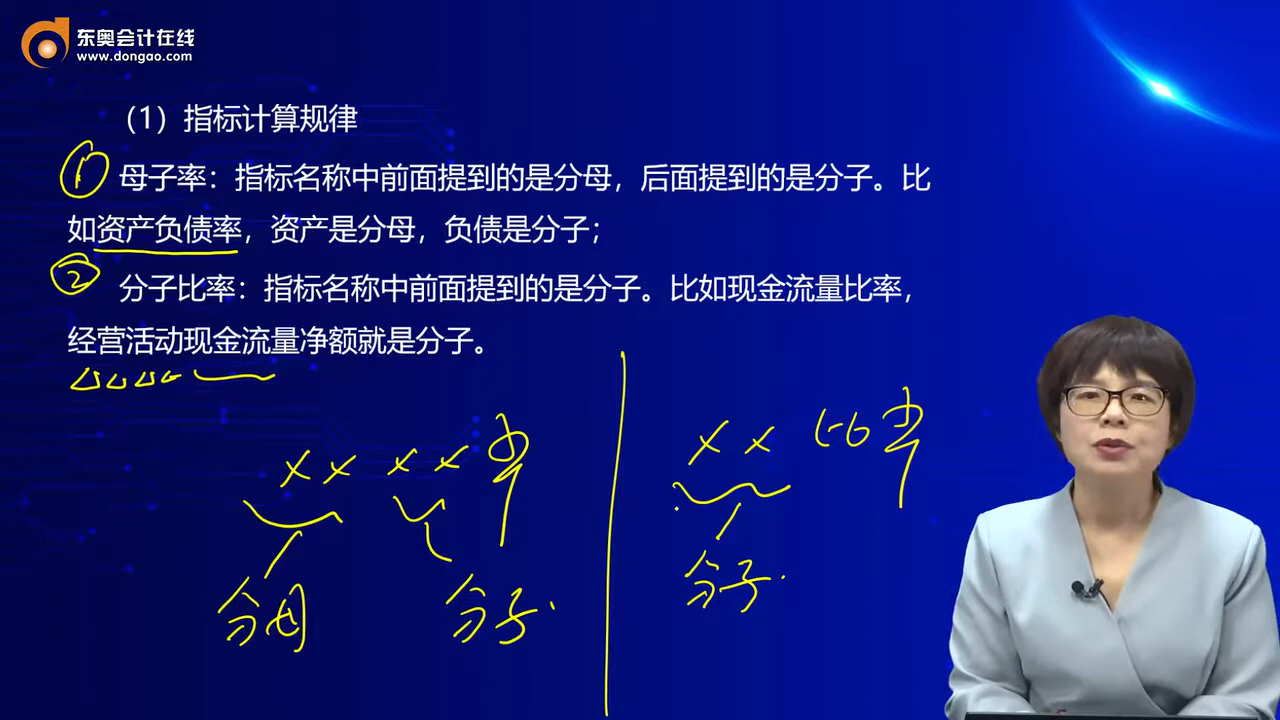 东奥会计在线
www.dongao.com
（1）指标计算规律
① 母子率：指标名称中前面提到的是分母，后面提到的是分子。比
如资产负债率，资产是分母，负债是分子；
② 分子比率：指标名称中前面提到的是分子。比如现金流量比率，
经营活动现金流量净额就是分子。
×× ×× 率
×× 比率
分母 分子
分子